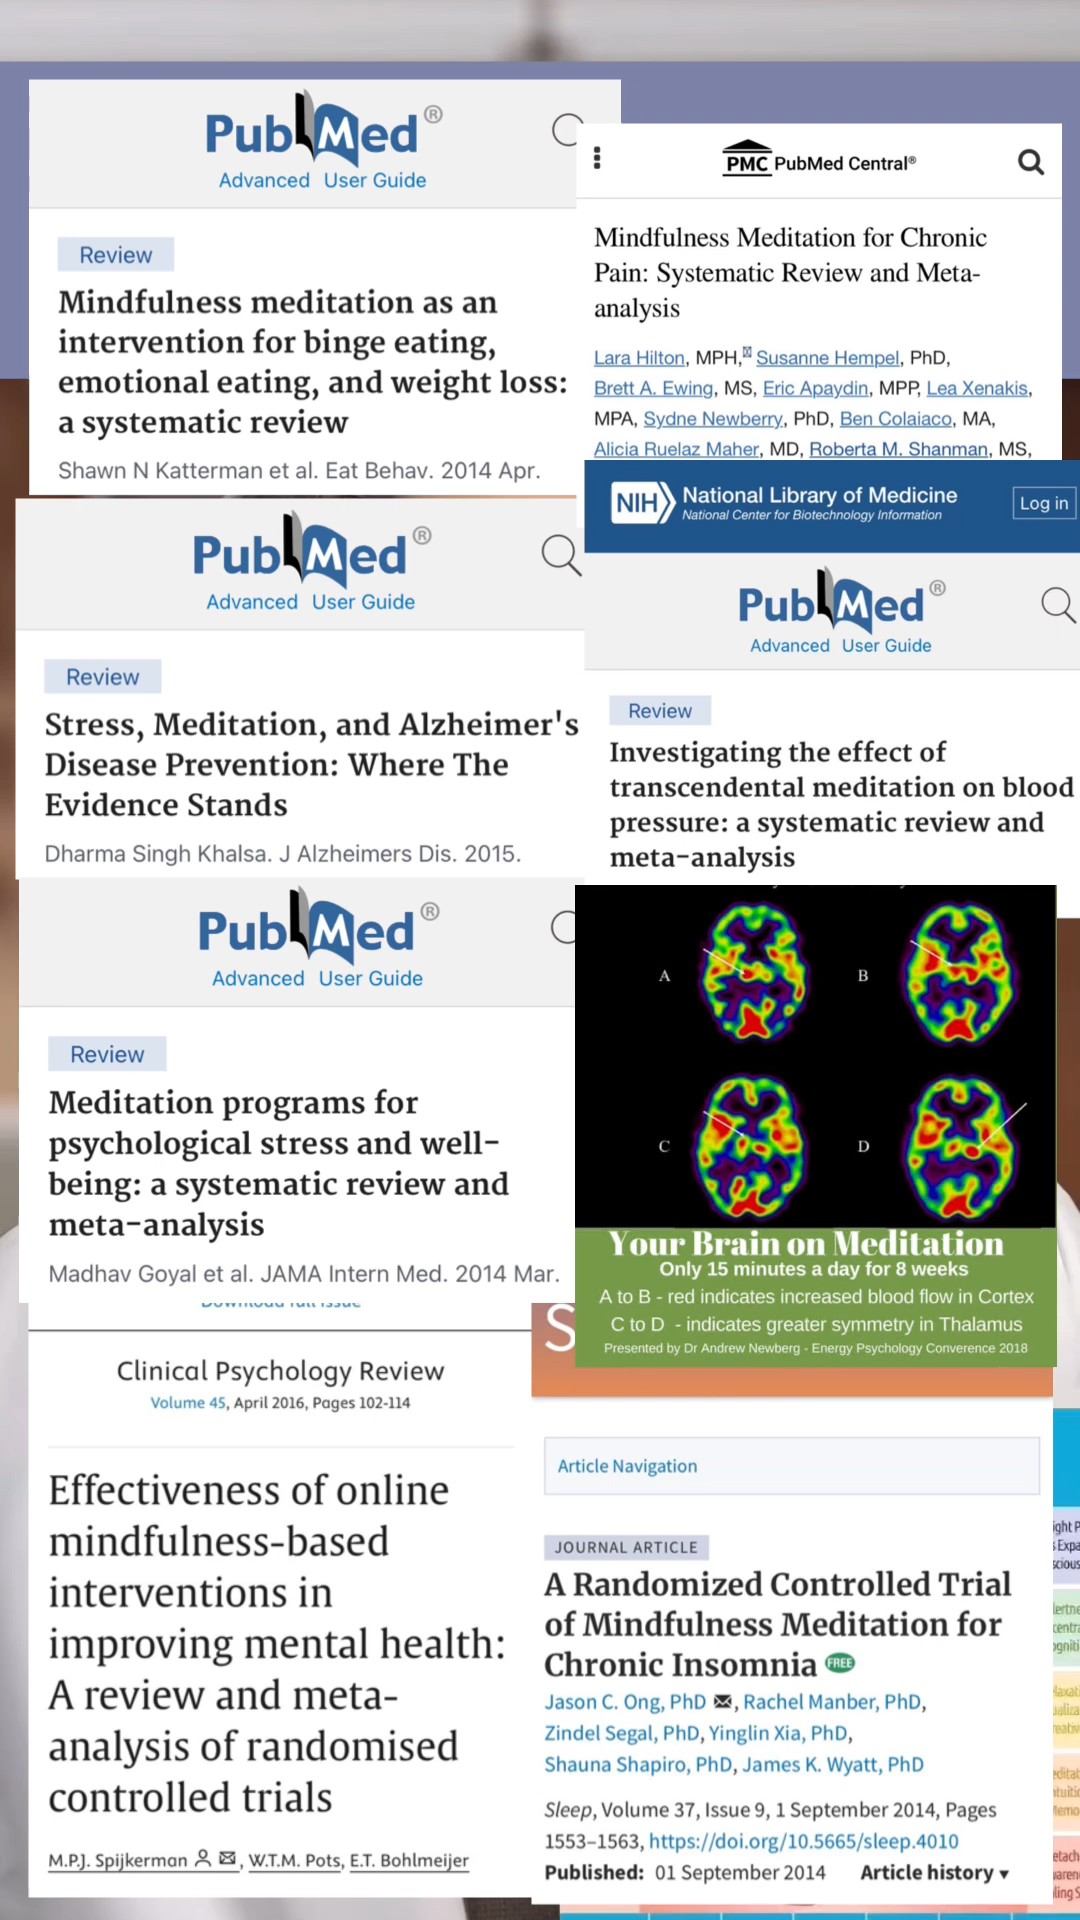 PubMed®
Advanced User Guide
Review
Mindfulness meditation as an
intervention for binge eating,
emotional eating, and weight loss:
a systematic review
Shawn N Katterman et al. Eat Behav. 2014 Apr.
PMC PubMed Central®
Mindfulness Meditation for Chronic
Pain: Systematic Review and Meta-
analysis
Lara Hilton, MPH, Susanne Hempel, PhD,
Brett A. Ewing, MS, Eric Apaydin, MPP, Lea Xenakis,
MPA, Sydne Newberry, PhD, Ben Colaiaco, MA,
Alicia Ruelaz Maher, MD, Roberta M. Shanman, MS,
PubMed®
Advanced User Guide
Review
Stress, Meditation, and Alzheimer's
Disease Prevention: Where The
Evidence Stands
Dharma Singh Khalsa. J Alzheimers Dis. 2015.
NIH National Library of Medicine
National Center for Biotechnology Information
Log in
PubMed®
Advanced User Guide
Review
Investigating the effect of
transcendental meditation on blood
pressure: a systematic review and
meta-analysis
PubMed®
Advanced User Guide
Review
Meditation programs for
psychological stress and well-
being: a systematic review and
meta-analysis
Madhav Goyal et al. JAMA Intern Med. 2014 Mar.
A B
C D
Your Brain on Meditation
Only 15 minutes a day for 8 weeks
A to B - red indicates increased blood flow in Cortex
C to D - indicates greater symmetry in Thalamus
Presented by Dr Andrew Newberg - Energy Psychology Converence 2018
Download full issue
Clinical Psychology Review
Volume 45, April 2016, Pages 102-114
Effectiveness of online
mindfulness-based
interventions in
improving mental health:
A review and meta-
analysis of randomised
controlled trials
M.P.J. Spijkerman, W.T.M. Pots, E.T. Bohlmeijer
S
Article Navigation
JOURNAL ARTICLE
A Randomized Controlled Trial
of Mindfulness Meditation for
Chronic Insomnia FREE
Jason C. Ong, PhD, Rachel Manber, PhD,
Zindel Segal, PhD, Yinglin Xia, PhD,
Shauna Shapiro, PhD, James K. Wyatt, PhD
Sleep, Volume 37, Issue 9, 1 September 2014, Pages
1553–1563, https://doi.org/10.5665/sleep.4010
Published: 01 September 2014 Article history ▾